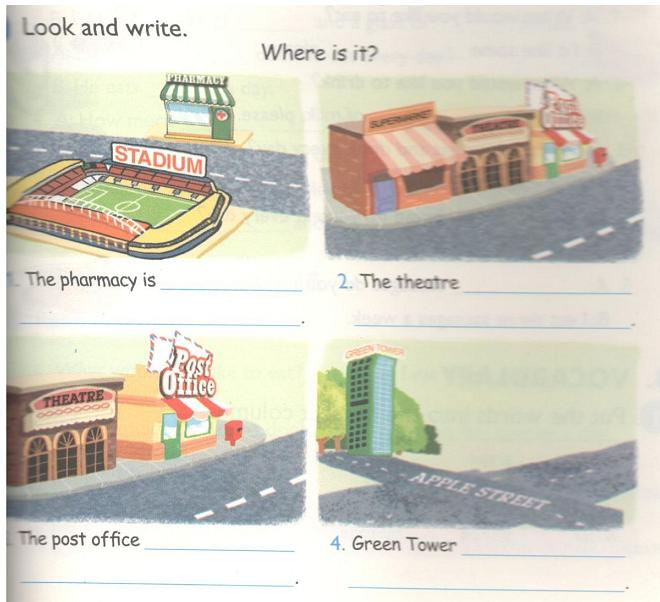 Look and write.
Where is it?
PHARMACY
STADIUM
SUPERMARKET
THEATRE
Post
Office
1. The pharmacy is
.
2. The theatre
.
THEATRE
Post
Office
GREEN TOWER
APPLE STREET
The post office
.
4. Green Tower
.